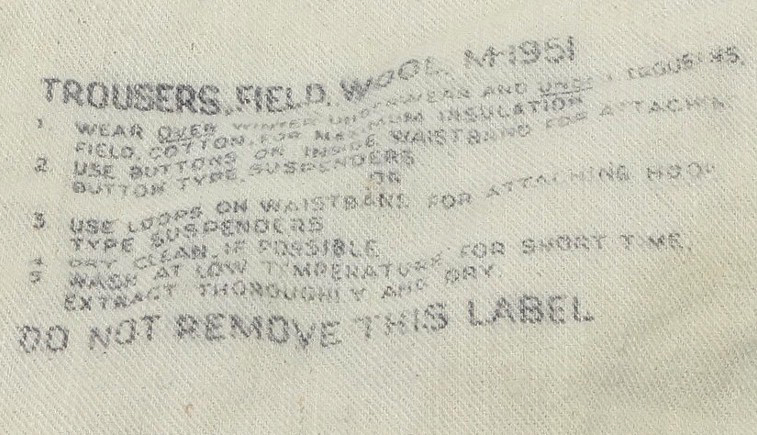 TROUSERS, FIELD, WOOL, M-1951
1. WEAR OVER WINTER UNDERWEAR AND UNDER TROUSERS,
FIELD, COTTON, FOR MAXIMUM INSULATION
2 USE BUTTONS ON INSIDE WAISTBAND FOR ATTACHING
BUTTON TYPE SUSPENDERS
OR
3 USE LOOPS ON WAISTBAND FOR ATTACHING HOOK
TYPE SUSPENDERS
4 DRY CLEAN, IF POSSIBLE
5 WASH AT LOW TEMPERATURE FOR SHORT TIME,
EXTRACT THOROUGHLY AND DRY.
DO NOT REMOVE THIS LABEL